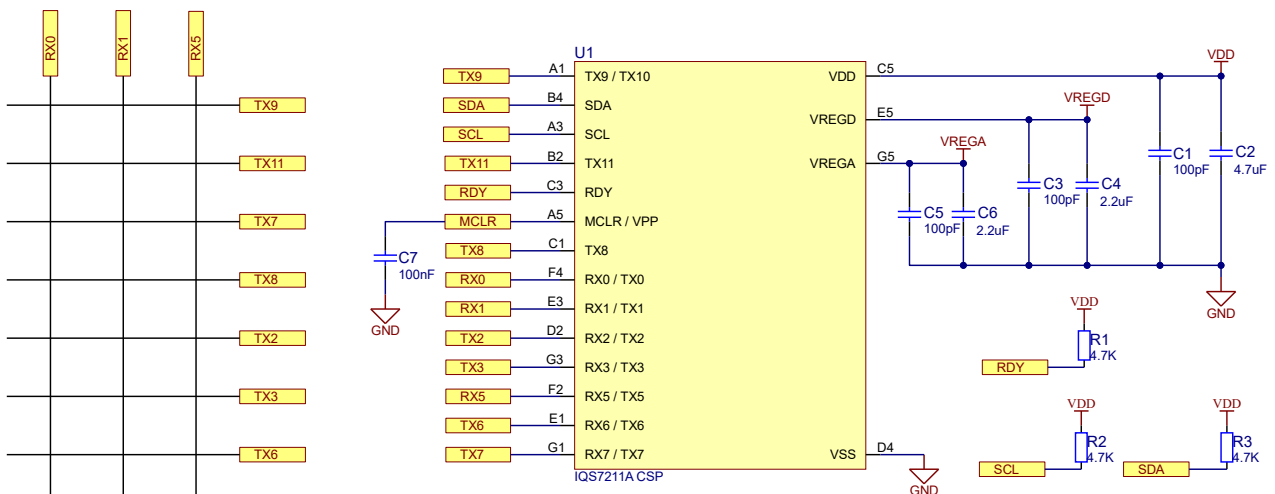 RX0
RX1
RX5
TX9
TX11
TX7
TX8
TX2
TX3
TX6
U1
TX9 A1 TX9 / TX10
SDA B4 SDA
SCL A3 SCL
TX11 B2 TX11
RDY C3 RDY
MCLR A5 MCLR / VPP
TX8 C1 TX8
RX0 F4 RX0 / TX0
RX1 E3 RX1 / TX1
TX2 D2 RX2 / TX2
TX3 G3 RX3 / TX3
RX5 F2 RX5 / TX5
TX6 E1 RX6 / TX6
TX7 G1 RX7 / TX7
IQS7211A CSP
C7
100nF
GND
VDD C5
VREGD E5
VREGA G5
VSS D4
GND
VREGA
C5
100pF
C6
2.2uF
VREGD
C3
100pF
C4
2.2uF
VDD
C1
100pF
C2
4.7uF
GND
VDD
R1
4.7K
RDY
VDD
R2
4.7K
SCL
VDD
R3
4.7K
SDA